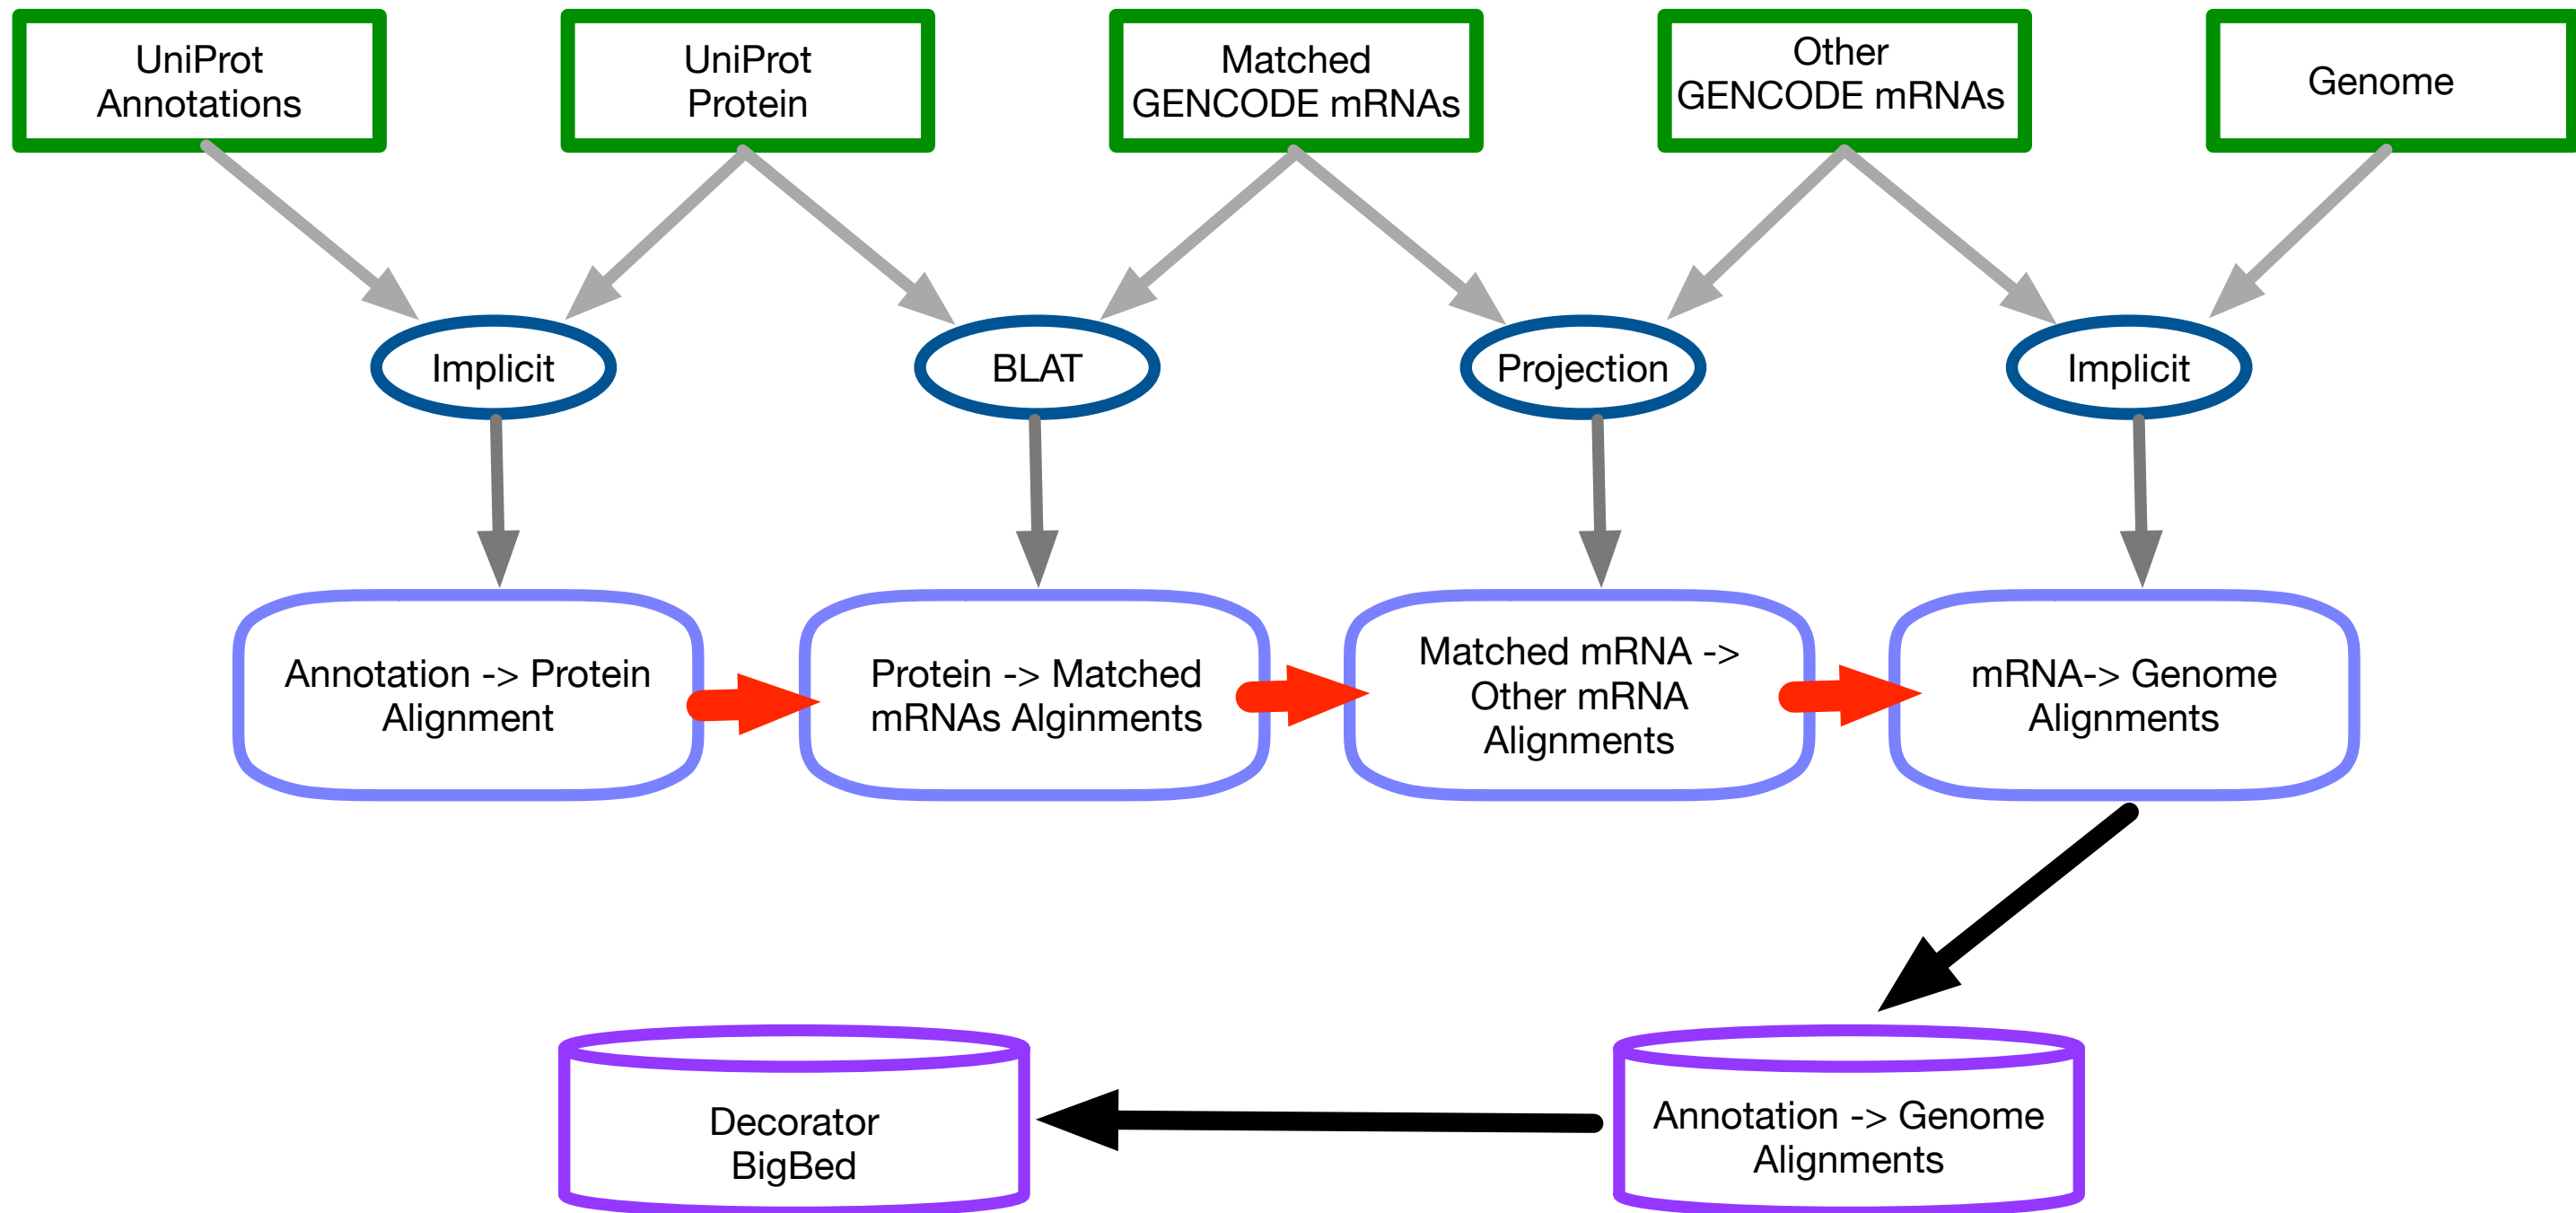 UniProt
Annotations
UniProt
Protein
Matched
GENCODE mRNAs
Other
GENCODE mRNAs
Genome
Implicit
BLAT
Projection
Implicit
Annotation -> Protein
Alignment
Protein -> Matched
mRNAs Alginments
Matched mRNA ->
Other mRNA
Alignments
mRNA-> Genome
Alignments
Decorator
BigBed
Annotation -> Genome
Alignments